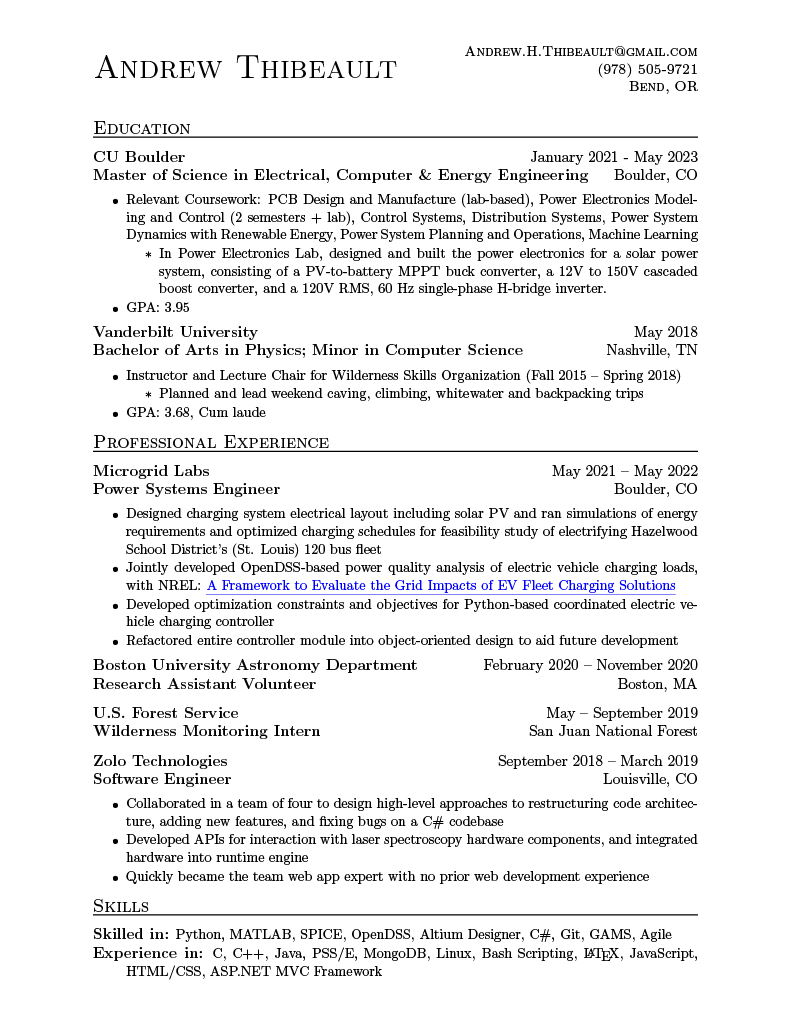 Andrew Thibeault
Andrew.H.Thibeault@gmail.com
(978) 505-9721
Bend, OR
Education
CU Boulder January 2021 - May 2023
Master of Science in Electrical, Computer & Energy Engineering Boulder, CO
• Relevant Coursework: PCB Design and Manufacture (lab-based), Power Electronics Model-
ing and Control (2 semesters + lab), Control Systems, Distribution Systems, Power System
Dynamics with Renewable Energy, Power System Planning and Operations, Machine Learning
* In Power Electronics Lab, designed and built the power electronics for a solar power
system, consisting of a PV-to-battery MPPT buck converter, a 12V to 150V cascaded
boost converter, and a 120V RMS, 60 Hz single-phase H-bridge inverter.
• GPA: 3.95
Vanderbilt University May 2018
Bachelor of Arts in Physics; Minor in Computer Science Nashville, TN
• Instructor and Lecture Chair for Wilderness Skills Organization (Fall 2015 – Spring 2018)
* Planned and lead weekend caving, climbing, whitewater and backpacking trips
• GPA: 3.68, Cum laude
Professional Experience
Microgrid Labs May 2021 – May 2022
Power Systems Engineer Boulder, CO
• Designed charging system electrical layout including solar PV and ran simulations of energy
requirements and optimized charging schedules for feasibility study of electrifying Hazelwood
School District's (St. Louis) 120 bus fleet
• Jointly developed OpenDSS-based power quality analysis of electric vehicle charging loads,
with NREL: A Framework to Evaluate the Grid Impacts of EV Fleet Charging Solutions
• Developed optimization constraints and objectives for Python-based coordinated electric ve-
hicle charging controller
• Refactored entire controller module into object-oriented design to aid future development
Boston University Astronomy Department February 2020 – November 2020
Research Assistant Volunteer Boston, MA
U.S. Forest Service May – September 2019
Wilderness Monitoring Intern San Juan National Forest
Zolo Technologies September 2018 – March 2019
Software Engineer Louisville, CO
• Collaborated in a team of four to design high-level approaches to restructuring code architec-
ture, adding new features, and fixing bugs on a C# codebase
• Developed APIs for interaction with laser spectroscopy hardware components, and integrated
hardware into runtime engine
• Quickly became the team web app expert with no prior web development experience
Skills
Skilled in: Python, MATLAB, SPICE, OpenDSS, Altium Designer, C#, Git, GAMS, Agile
Experience in: C, C++, Java, PSS/E, MongoDB, Linux, Bash Scripting, LATEX, JavaScript,
HTML/CSS, ASP.NET MVC Framework